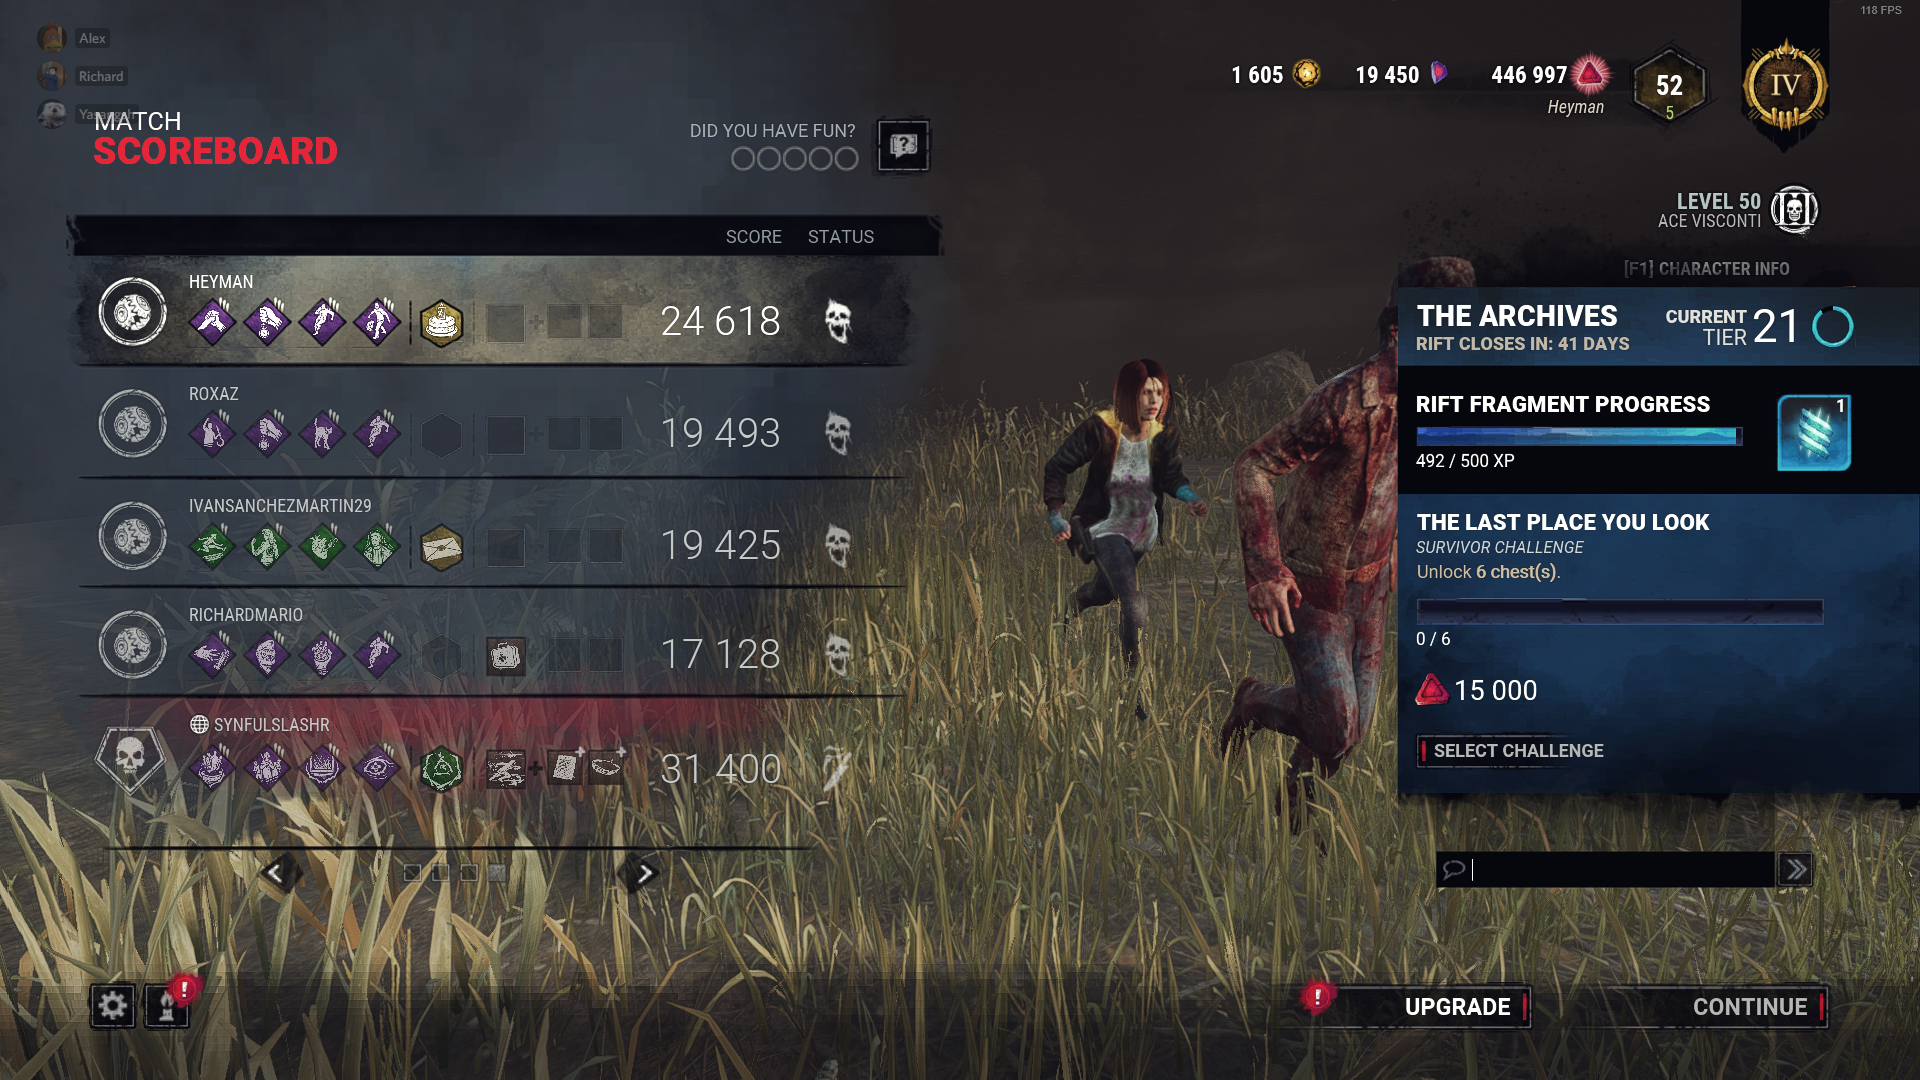 118 FPS
Alex
Richard
MATCH
SCOREBOARD
DID YOU HAVE FUN?
1 605
19 450
446 997
Heyman
52
5
IV
LEVEL 50
ACE VISCONTI
[F1] CHARACTER INFO
SCORE STATUS
HEYMAN
24 618
ROXAZ
19 493
IVANSANCHEZMARTIN29
19 425
RICHARDMARIO
17 128
SYNFULSLASHR
31 400
THE ARCHIVES
RIFT CLOSES IN: 41 DAYS
CURRENT
TIER 21
RIFT FRAGMENT PROGRESS
1
492 / 500 XP
THE LAST PLACE YOU LOOK
SURVIVOR CHALLENGE
Unlock 6 chest(s).
0 / 6
15 000
SELECT CHALLENGE
UPGRADE
CONTINUE